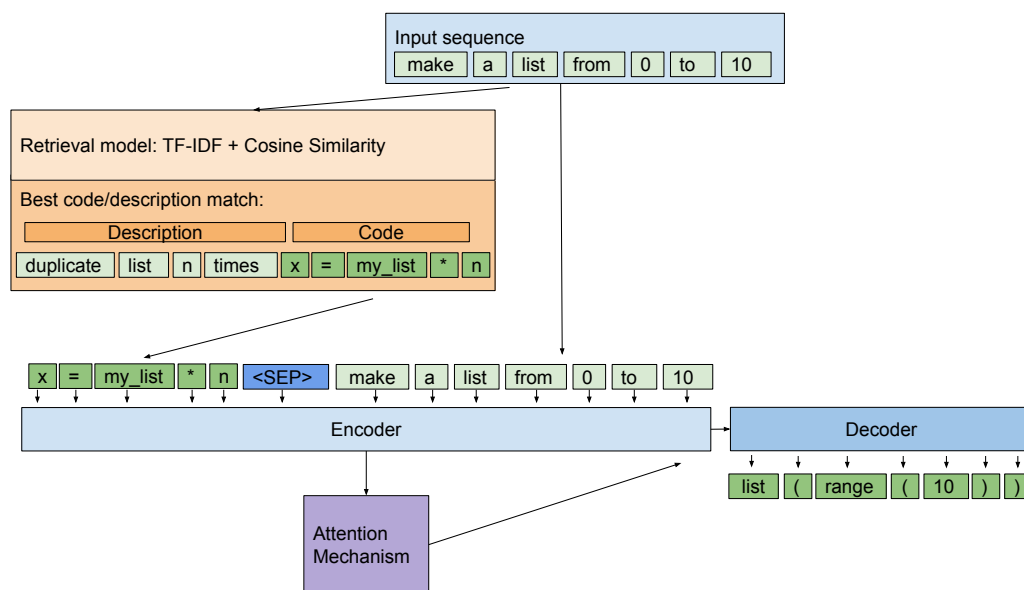 Input sequence
make a list from 0 to 10
Retrieval model: TF-IDF + Cosine Similarity
Best code/description match:
Description Code
duplicate list n times x = my_list * n
x = my_list * n <SEP> make a list from 0 to 10
Encoder Decoder
list ( range ( 10 ) )
Attention
Mechanism